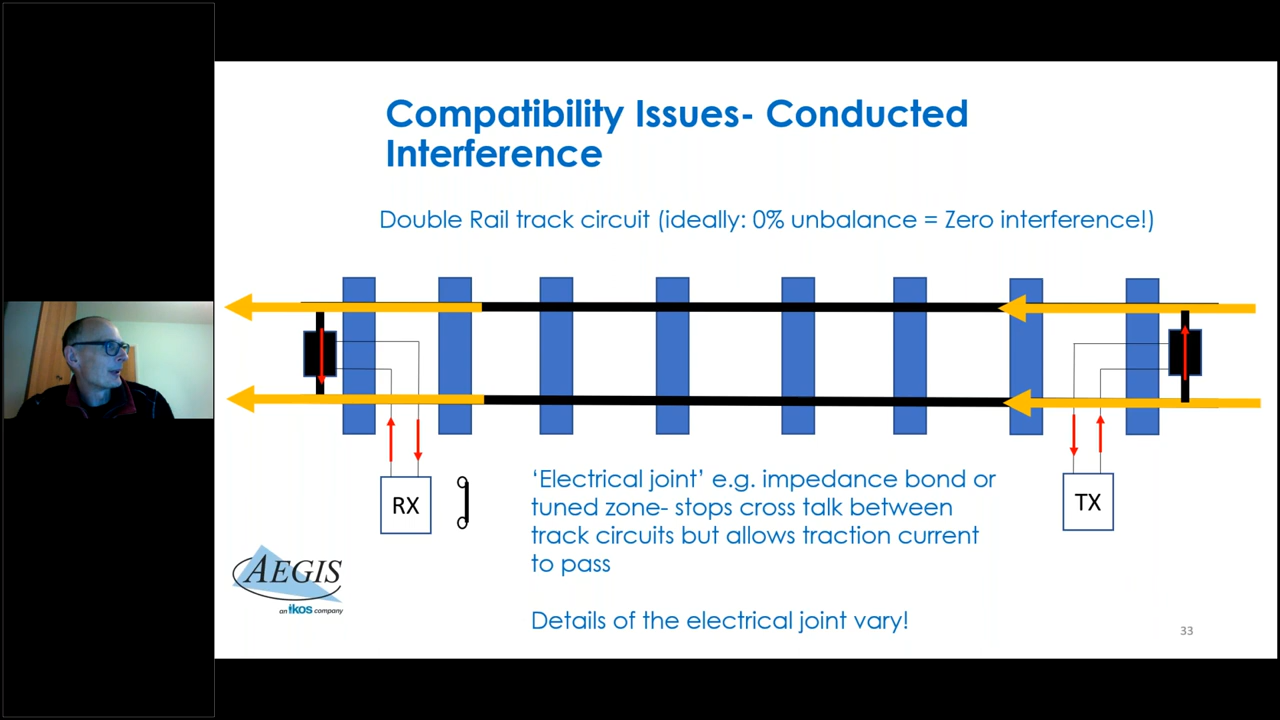 Compatibility Issues- Conducted
Interference
Double Rail track circuit (ideally: 0% unbalance = Zero interference!)
RX
TX
‘Electrical joint’ e.g. impedance bond or
tuned zone- stops cross talk between
track circuits but allows traction current
to pass
Details of the electrical joint vary!
AEGIS
an ikos company
33